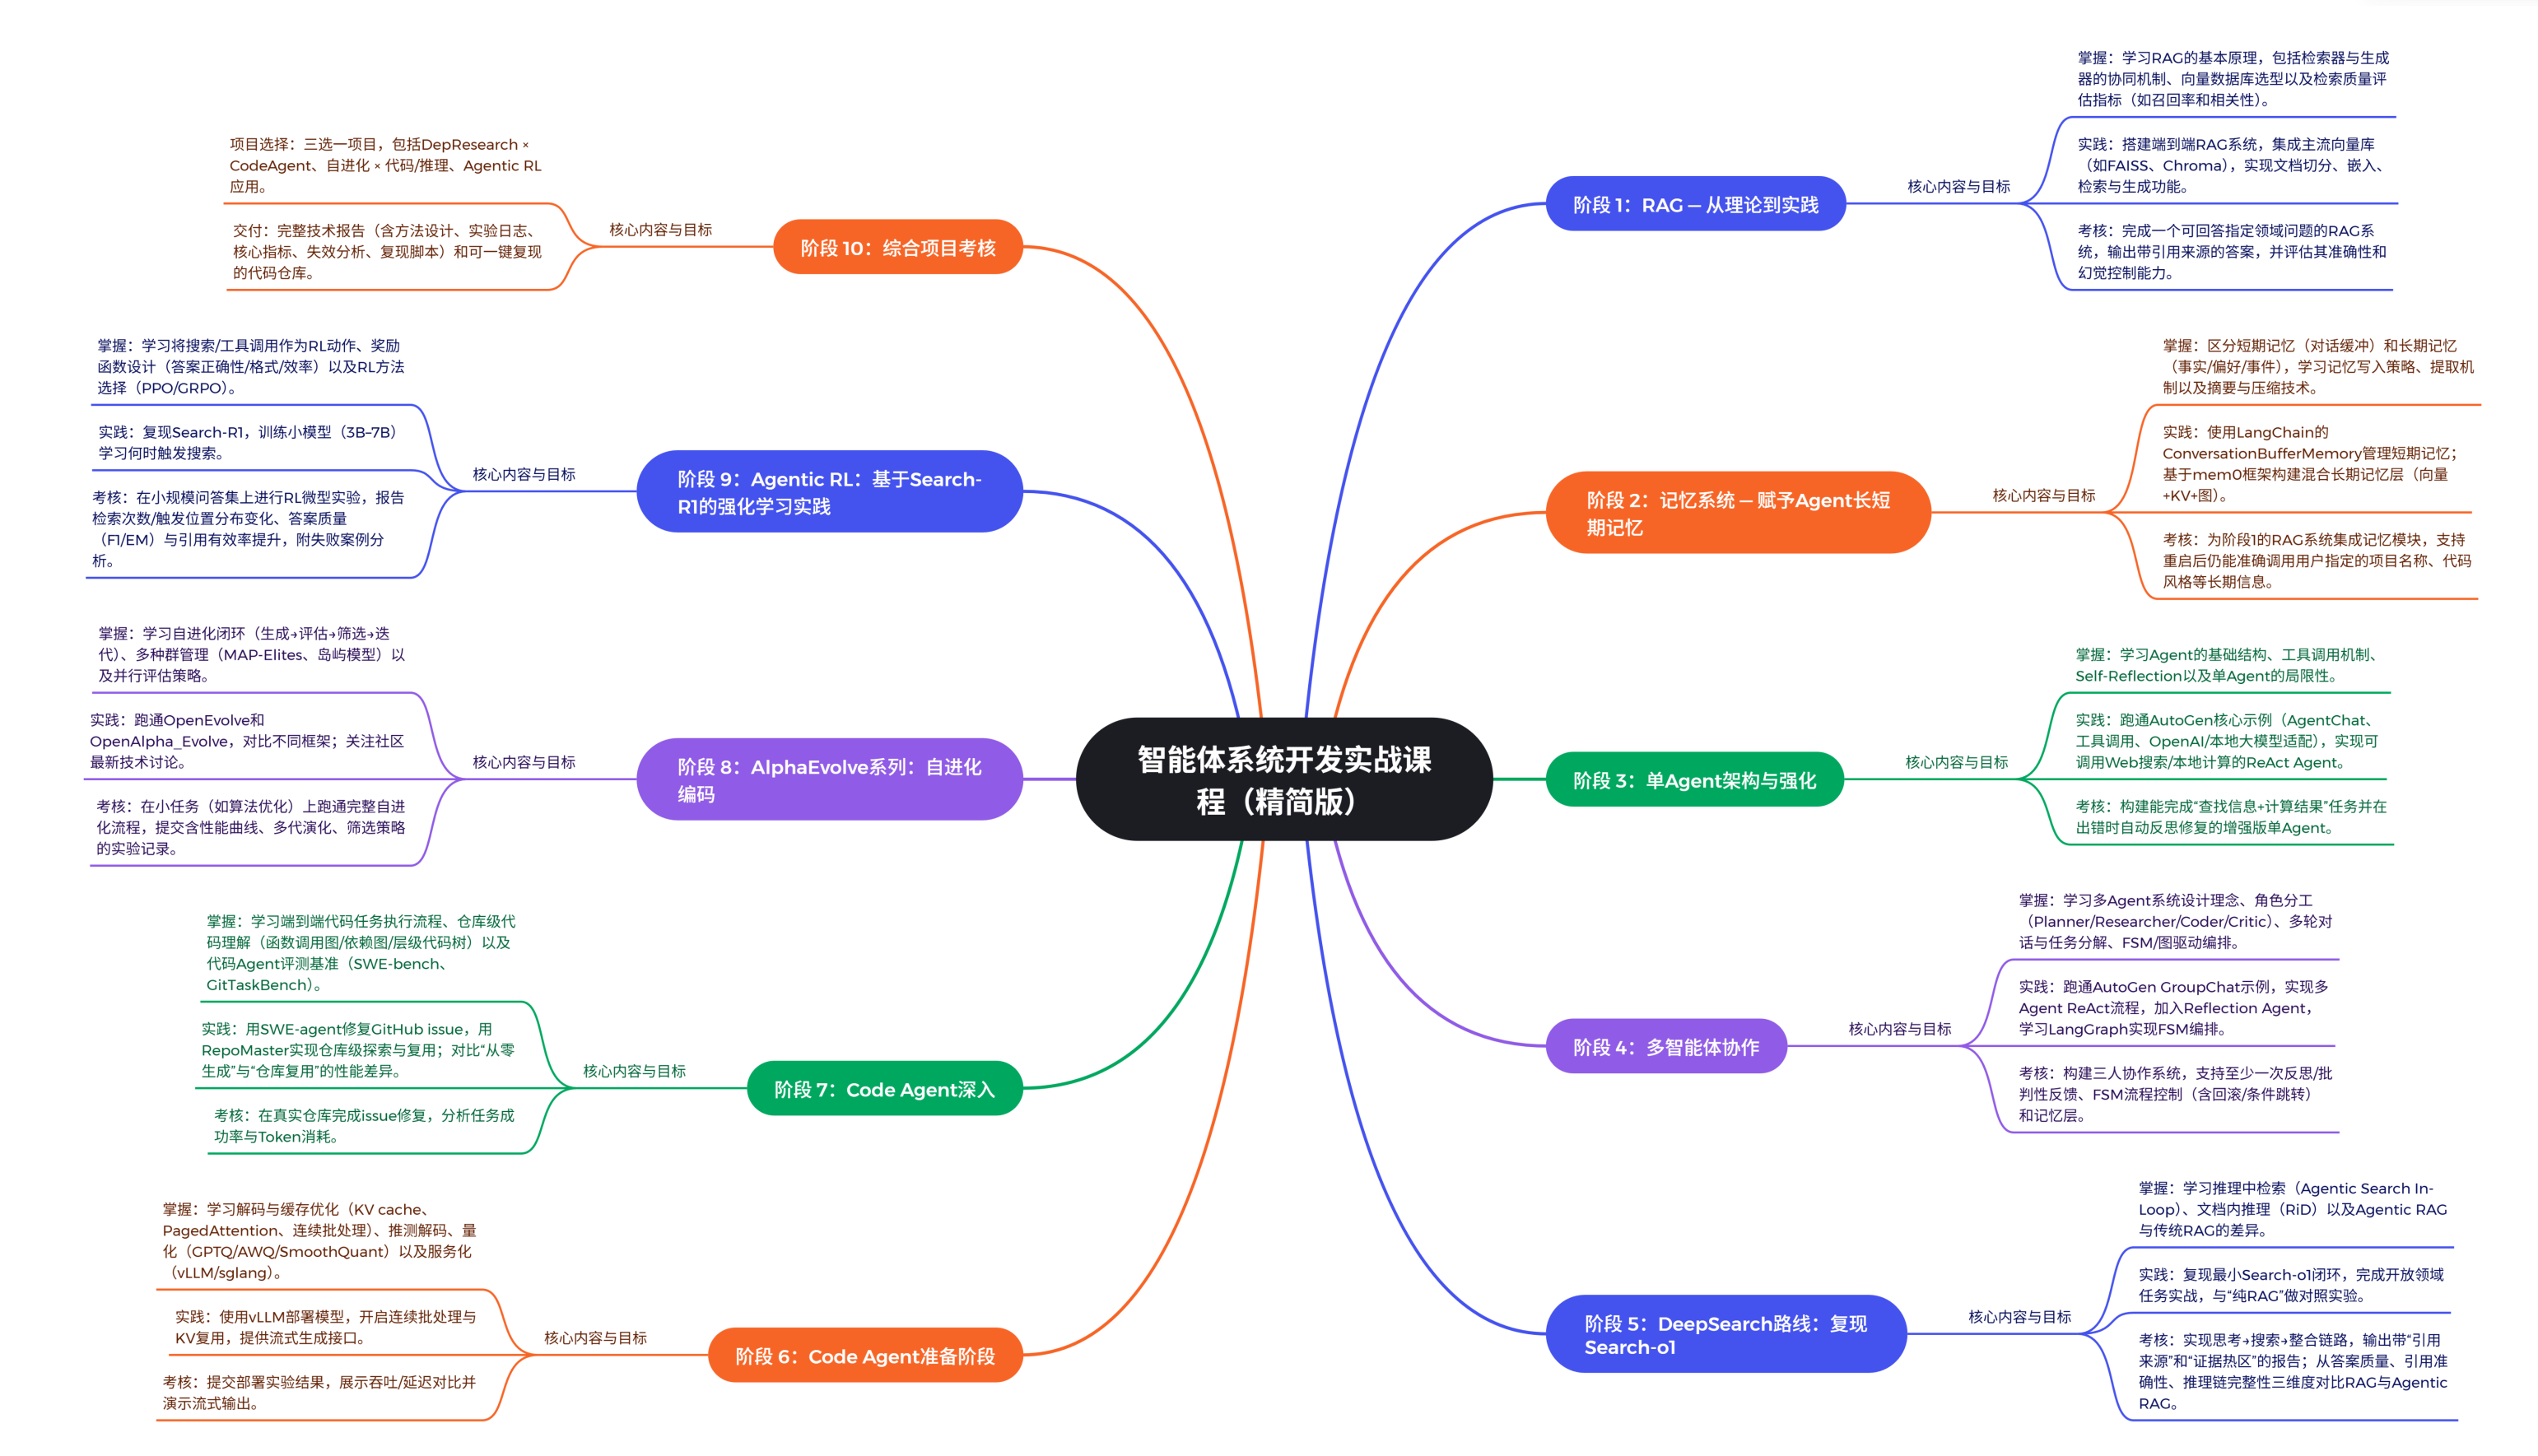 智能体系统开发实战课
程（精简版）
阶段 1：RAG — 从理论到实践
核心内容与目标
掌握：学习RAG的基本原理，包括检索器与生成
器的协同机制、向量数据库选型以及检索质量评
估指标（如召回率和相关性）。
实践：搭建端到端RAG系统，集成主流向量库
（如FAISS、Chroma），实现文档切分、嵌入、
检索与生成功能。
考核：完成一个可回答指定领域问题的RAG系
统，输出带引用来源的答案，并评估其准确性和
幻觉控制能力。
阶段 2：记忆系统 — 赋予Agent长短
期记忆
核心内容与目标
掌握：区分短期记忆（对话缓冲）和长期记忆
（事实/偏好/事件），学习记忆写入策略、提取机
制以及摘要与压缩技术。
实践：使用LangChain的
ConversationBufferMemory管理短期记忆；
基于mem0框架构建混合长期记忆层（向量
+KV+图）。
考核：为阶段1的RAG系统集成记忆模块，支持
重启后仍能准确调用用户指定的项目名称、代码
风格等长期信息。
阶段 3：单Agent架构与强化
核心内容与目标
掌握：学习Agent的基础结构、工具调用机制、
Self-Reflection以及单Agent的局限性。
实践：跑通AutoGen核心示例（AgentChat、
工具调用、OpenAI/本地大模型适配），实现可
调用Web搜索/本地计算的ReAct Agent。
考核：构建能完成“查找信息+计算结果”任务并在
出错时自动反思修复的增强版单Agent。
阶段 4：多智能体协作
核心内容与目标
掌握：学习多Agent系统设计理念、角色分工
（Planner/Researcher/Coder/Critic）、多轮对
话与任务分解、FSM/图驱动编排。
实践：跑通AutoGen GroupChat示例，实现多
Agent ReAct流程，加入Reflection Agent，
学习LangGraph实现FSM编排。
考核：构建三人协作系统，支持至少一次反思/批
判性反馈、FSM流程控制（含回滚/条件跳转）
和记忆层。
阶段 5：DeepSearch路线：复现
Search-o1
核心内容与目标
掌握：学习推理中检索（Agentic Search In-
Loop）、文档内推理（RiD）以及Agentic RAG
与传统RAG的差异。
实践：复现最小Search-o1闭环，完成开放领域
任务实战，与“纯RAG”做对照实验。
考核：实现思考→搜索→整合链路，输出带“引用
来源”和“证据热区”的报告；从答案质量、引用准
确性、推理链完整性三维度对比RAG与Agentic
RAG。
阶段 6：Code Agent准备阶段
核心内容与目标
掌握：学习解码与缓存优化（KV cache、
PagedAttention、连续批处理）、推测解码、量
化（GPTQ/AWQ/SmoothQuant）以及服务化
（vLLM/sglang）。
实践：使用vLLM部署模型，开启连续批处理与
KV复用，提供流式生成接口。
考核：提交部署实验结果，展示吞吐/延迟对比并
演示流式输出。
阶段 7：Code Agent深入
核心内容与目标
掌握：学习端到端代码任务执行流程、仓库级代
码理解（函数调用图/依赖图/层级代码树）以及
代码Agent评测基准（SWE-bench、
GitTaskBench）。
实践：用SWE-agent修复GitHub issue，用
RepoMaster实现仓库级探索与复用；对比“从零
生成”与“仓库复用”的性能差异。
考核：在真实仓库完成issue修复，分析任务成
功率与Token消耗。
阶段 8：AlphaEvolve系列：自进化
编码
核心内容与目标
掌握：学习自进化闭环（生成→评估→筛选→迭
代）、多种群管理（MAP-Elites、岛屿模型）以
及并行评估策略。
实践：跑通OpenEvolve和
OpenAlpha_Evolve，对比不同框架；关注社区
最新技术讨论。
考核：在小任务（如算法优化）上跑通完整自进
化流程，提交含性能曲线、多代演化、筛选策略
的实验记录。
阶段 9：Agentic RL：基于Search-
R1的强化学习实践
核心内容与目标
掌握：学习将搜索/工具调用作为RL动作、奖励
函数设计（答案正确性/格式/效率）以及RL方法
选择（PPO/GRPO）。
实践：复现Search-R1，训练小模型（3B–7B）
学习何时触发搜索。
考核：在小规模问答集上进行RL微型实验，报告
检索次数/触发位置分布变化、答案质量
（F1/EM）与引用有效率提升，附失败案例分
析。
阶段 10：综合项目考核
核心内容与目标
项目选择：三选一项目，包括DepResearch ×
CodeAgent、自进化 × 代码/推理、Agentic RL
应用。
交付：完整技术报告（含方法设计、实验日志、
核心指标、失效分析、复现脚本）和可一键复现
的代码仓库。